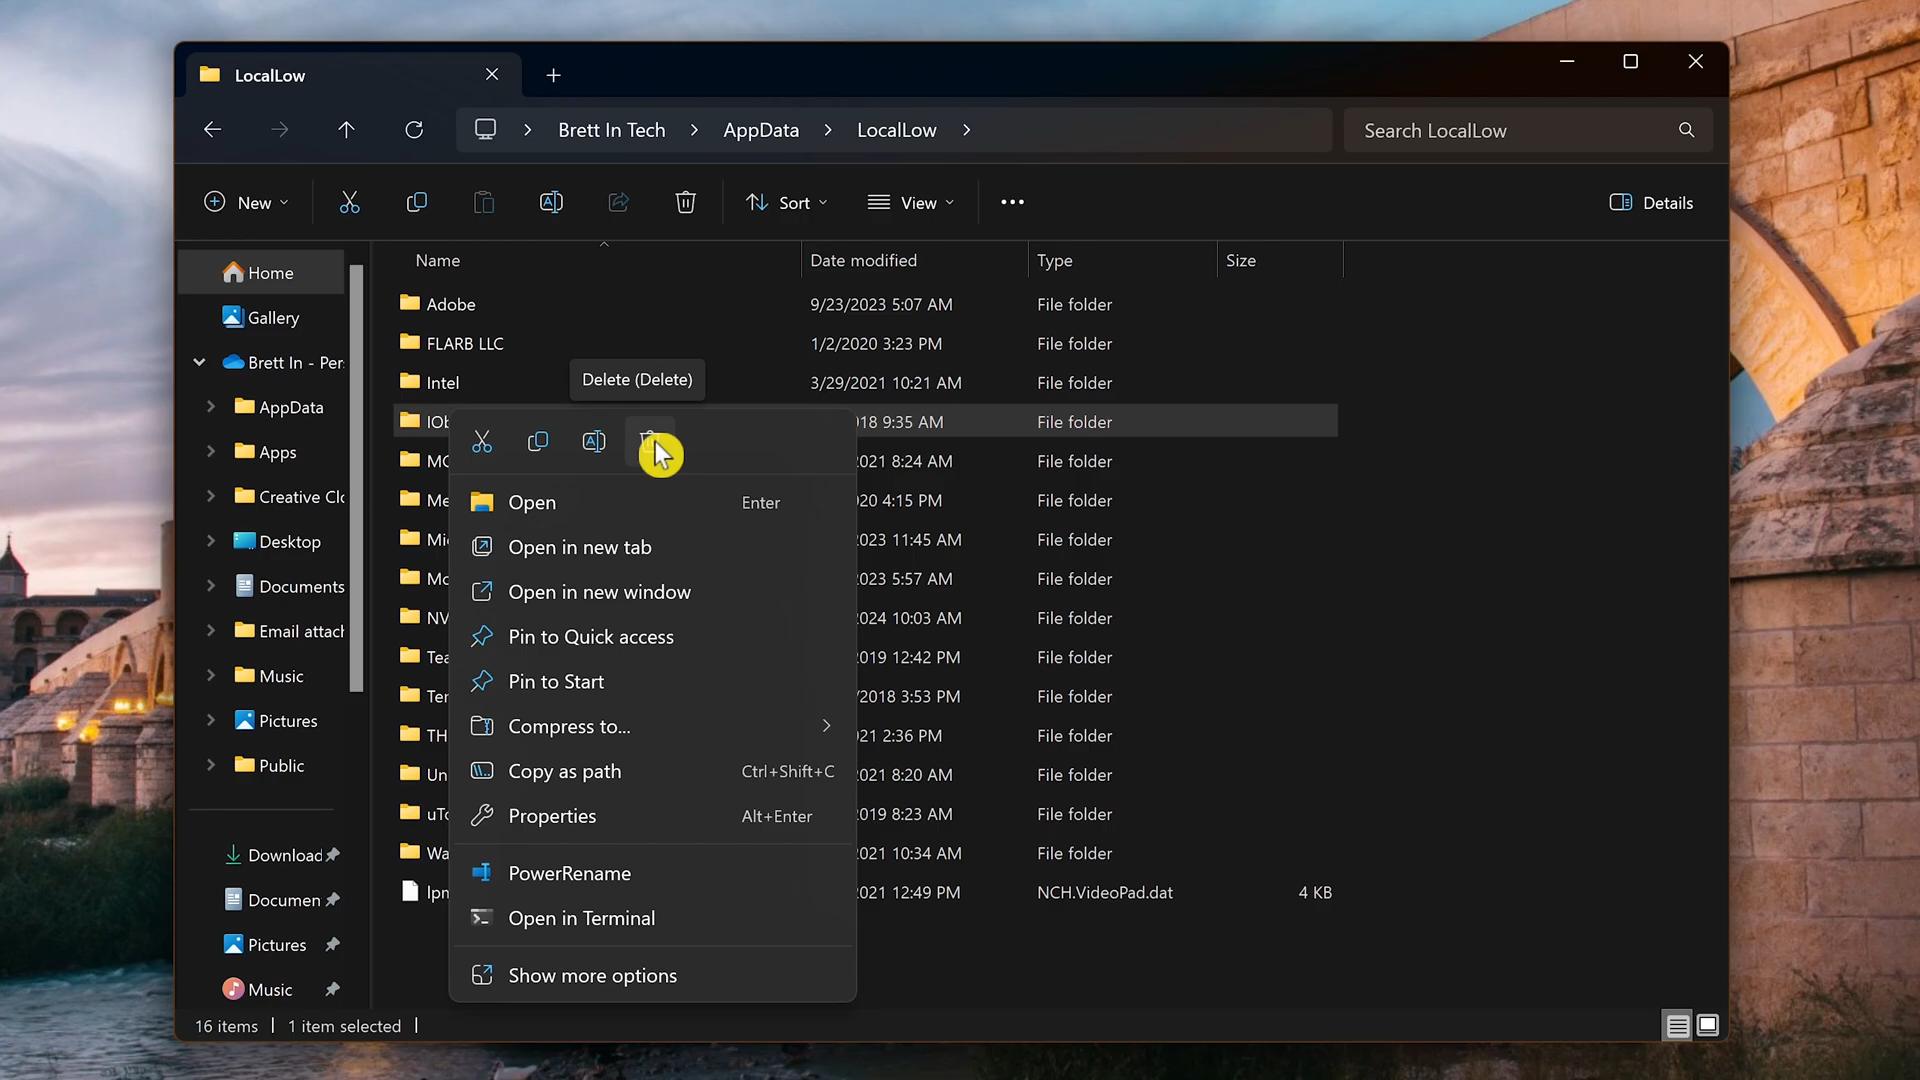 LocalLow
Brett In Tech
AppData
LocalLow
Search LocalLow
New
Sort
View
Details
Home
Gallery
Brett In - Per
AppData
Apps
Creative Clo
Desktop
Documents
Email attach
Music
Pictures
Public
Download
Documen
Pictures
Music
Name
Date modified
Type
Size
Adobe 9/23/2023 5:07 AM File folder
FLARB LLC 1/2/2020 3:23 PM File folder
Intel 3/29/2021 10:21 AM File folder
Delete (Delete)
IOb 18 9:35 AM File folder
MC 021 8:24 AM File folder
Me 20 4:15 PM File folder
Mi 023 11:45 AM File folder
Mo 023 5:57 AM File folder
NV 024 10:03 AM File folder
Tea 019 12:42 PM File folder
Ter /2018 3:53 PM File folder
TH 21 2:36 PM File folder
Un 021 8:20 AM File folder
uTo 019 8:23 AM File folder
Wa 021 10:34 AM File folder
lpm 021 12:49 PM NCH.VideoPad.dat 4 KB
Open Enter
Open in new tab
Open in new window
Pin to Quick access
Pin to Start
Compress to...
Copy as path Ctrl+Shift+C
Properties Alt+Enter
PowerRename
Open in Terminal
Show more options
16 items
1 item selected